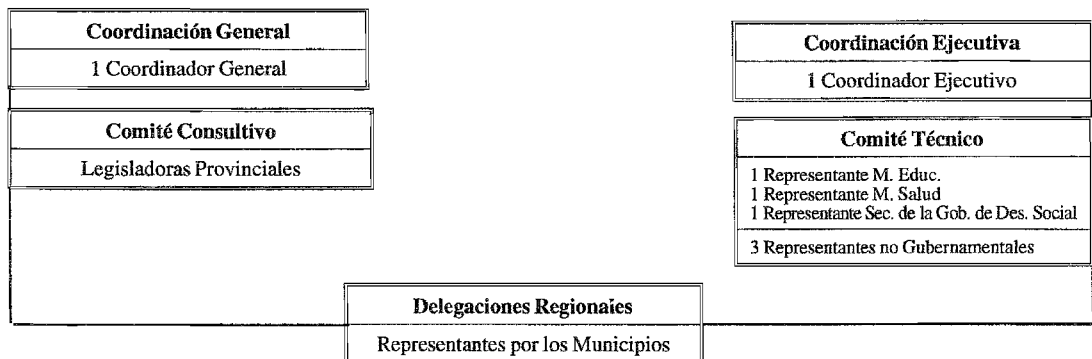 Coordinación General
1 Coordinador General
Comité Consultivo
Legisladoras Provinciales
Coordinación Ejecutiva
1 Coordinador Ejecutivo
Comité Técnico
1 Representante M. Educ.
1 Representante M. Salud
1 Representante Sec. de la Gob. de Des. Social
3 Representantes no Gubernamentales
Delegaciones Regionales
Representantes por los Municipios